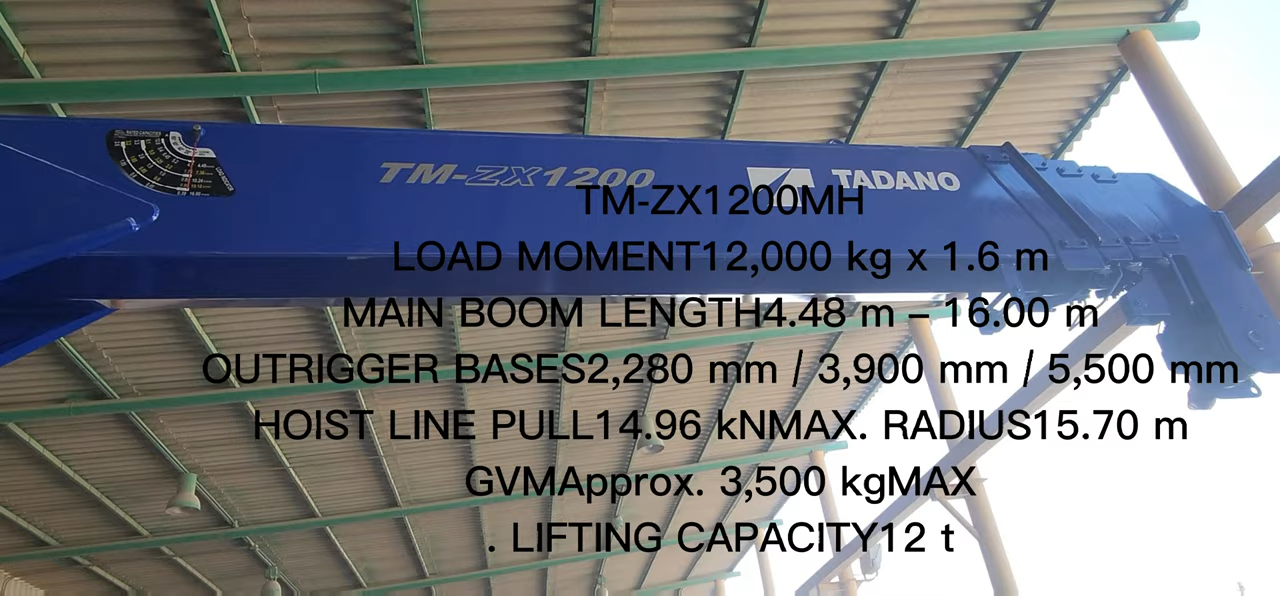 RATED CAPACITIES
TM-ZX1200
TADANO
TM-ZX1200MH
LOAD MOMENT12,000 kg x 1.6 m
MAIN BOOM LENGTH4.48 m – 16.00 m
OUTRIGGER BASES2,280 mm / 3,900 mm / 5,500 mm
HOIST LINE PULL14.96 kNMAX. RADIUS15.70 m
GVMApprox. 3,500 kgMAX
. LIFTING CAPACITY12 t